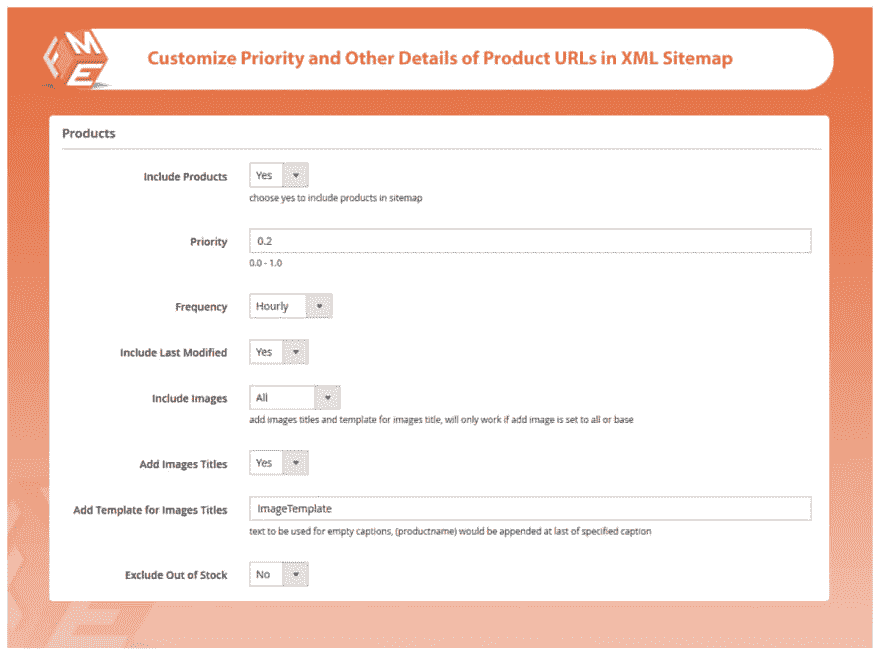 FME
Customize Priority and Other Details of Product URLs in XML Sitemap
Products
Include Products Yes
choose yes to include products in sitemap
Priority 0.2
0.0 - 1.0
Frequency Hourly
Include Last Modified Yes
Include Images All
add images titles and template for images title, will only work if add image is set to all or base
Add Images Titles Yes
Add Template for Images Titles ImageTemplate
text to be used for empty captions, (productname) would be appended at last of specified caption
Exclude Out of Stock No